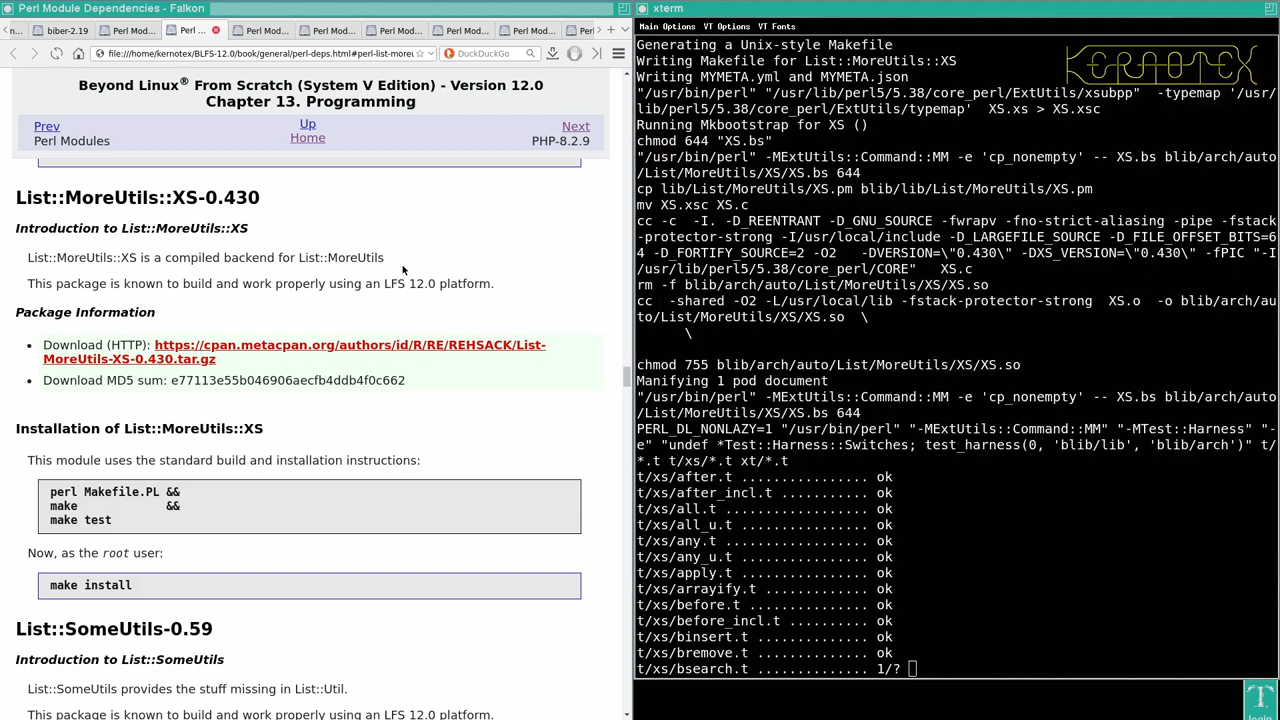 Perl Module Dependencies - Falkon
n...
biber-2.19
Perl Modu...
Perl ...
Perl Modu...
Perl Modu...
Perl Modu...
Perl Modu...
Perl Modu...
file:///home/kernotex/BLFS-12.0/book/general/perl-deps.html#perl-list-moreu
DuckDuckGo
Beyond Linux® From Scratch (System V Edition) - Version 12.0
Chapter 13. Programming
Prev
Up
Next
Perl Modules
Home
PHP-8.2.9
List::MoreUtils::XS-0.430
Introduction to List::MoreUtils::XS
List::MoreUtils::XS is a compiled backend for List::MoreUtils
This package is known to build and work properly using an LFS 12.0 platform.
Package Information
Download (HTTP): https://cpan.metacpan.org/authors/id/R/RE/REHSACK/List-
MoreUtils-XS-0.430.tar.gz
Download MD5 sum: e77113e55b046906aecfb4ddb4f0c662
Installation of List::MoreUtils::XS
This module uses the standard build and installation instructions:
perl Makefile.PL &&
make             &&
make test
Now, as the root user:
make install
List::SomeUtils-0.59
Introduction to List::SomeUtils
List::SomeUtils provides the stuff missing in List::Util.
This package is known to build and work properly using an LFS 12.0 platform.
xterm
Main Options  VT Options  VT Fonts
KERNOTEX
Generating a Unix-style Makefile
Writing Makefile for List::MoreUtils::XS
Writing MYMETA.yml and MYMETA.json
"/usr/bin/perl" "/usr/lib/perl5/5.38/core_perl/ExtUtils/xsubpp"  -typemap '/usr/
lib/perl5/5.38/core_perl/ExtUtils/typemap'  XS.xs > XS.xsc
Running Mkbootstrap for XS ()
chmod 644 "XS.bs"
"/usr/bin/perl" -MExtUtils::Command::MM -e 'cp_nonempty' -- XS.bs blib/arch/auto
/List/MoreUtils/XS/XS.bs 644
cp lib/List/MoreUtils/XS.pm blib/lib/List/MoreUtils/XS.pm
mv XS.xsc XS.c
cc -c  -I. -D_REENTRANT -D_GNU_SOURCE -fwrapv -fno-strict-aliasing -pipe -fstack
-protector-strong -I/usr/local/include -D_LARGEFILE_SOURCE -D_FILE_OFFSET_BITS=6
4 -D_FORTIFY_SOURCE=2 -O2   -DVERSION=\"0.430\" -DXS_VERSION=\"0.430\" -fPIC "-I
/usr/lib/perl5/5.38/core_perl/CORE"   XS.c
rm -f blib/arch/auto/List/MoreUtils/XS/XS.so
cc  -shared -O2 -L/usr/local/lib -fstack-protector-strong  XS.o  -o blib/arch/au
to/List/MoreUtils/XS/XS.so  \
\
chmod 755 blib/arch/auto/List/MoreUtils/XS/XS.so
Manifying 1 pod document
"/usr/bin/perl" -MExtUtils::Command::MM -e 'cp_nonempty' -- XS.bs blib/arch/auto
/List/MoreUtils/XS/XS.bs 644
PERL_DL_NONLAZY=1 "/usr/bin/perl" "-MExtUtils::Command::MM" "-MTest::Harness" "-
e" "undef *Test::Harness::Switches; test_harness(0, 'blib/lib', 'blib/arch')" t/
*.t t/xs/*.t xt/*.t
t/xs/after.t ................ ok
t/xs/after_incl.t ........... ok
t/xs/all.t .................. ok
t/xs/all_u.t ................ ok
t/xs/any.t .................. ok
t/xs/any_u.t ................ ok
t/xs/apply.t ................ ok
t/xs/arrayify.t ............. ok
t/xs/before.t ............... ok
t/xs/before_incl.t .......... ok
t/xs/binsert.t .............. ok
t/xs/bremove.t .............. ok
t/xs/bsearch.t .............. 1/?
login